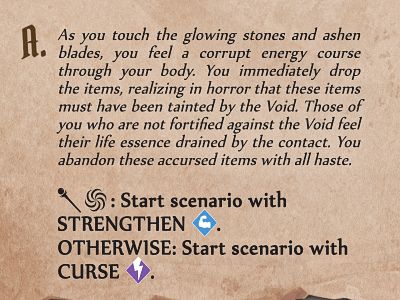 A. As you touch the glowing stones and ashen
blades, you feel a corrupt energy course
through your body. You immediately drop
the items, realizing in horror that these items
must have been tainted by the Void. Those of
you who are not fortified against the Void feel
their life essence drained by the contact. You
abandon these accursed items with all haste.
: Start scenario with
STRENGTHEN .
OTHERWISE: Start scenario with
CURSE .